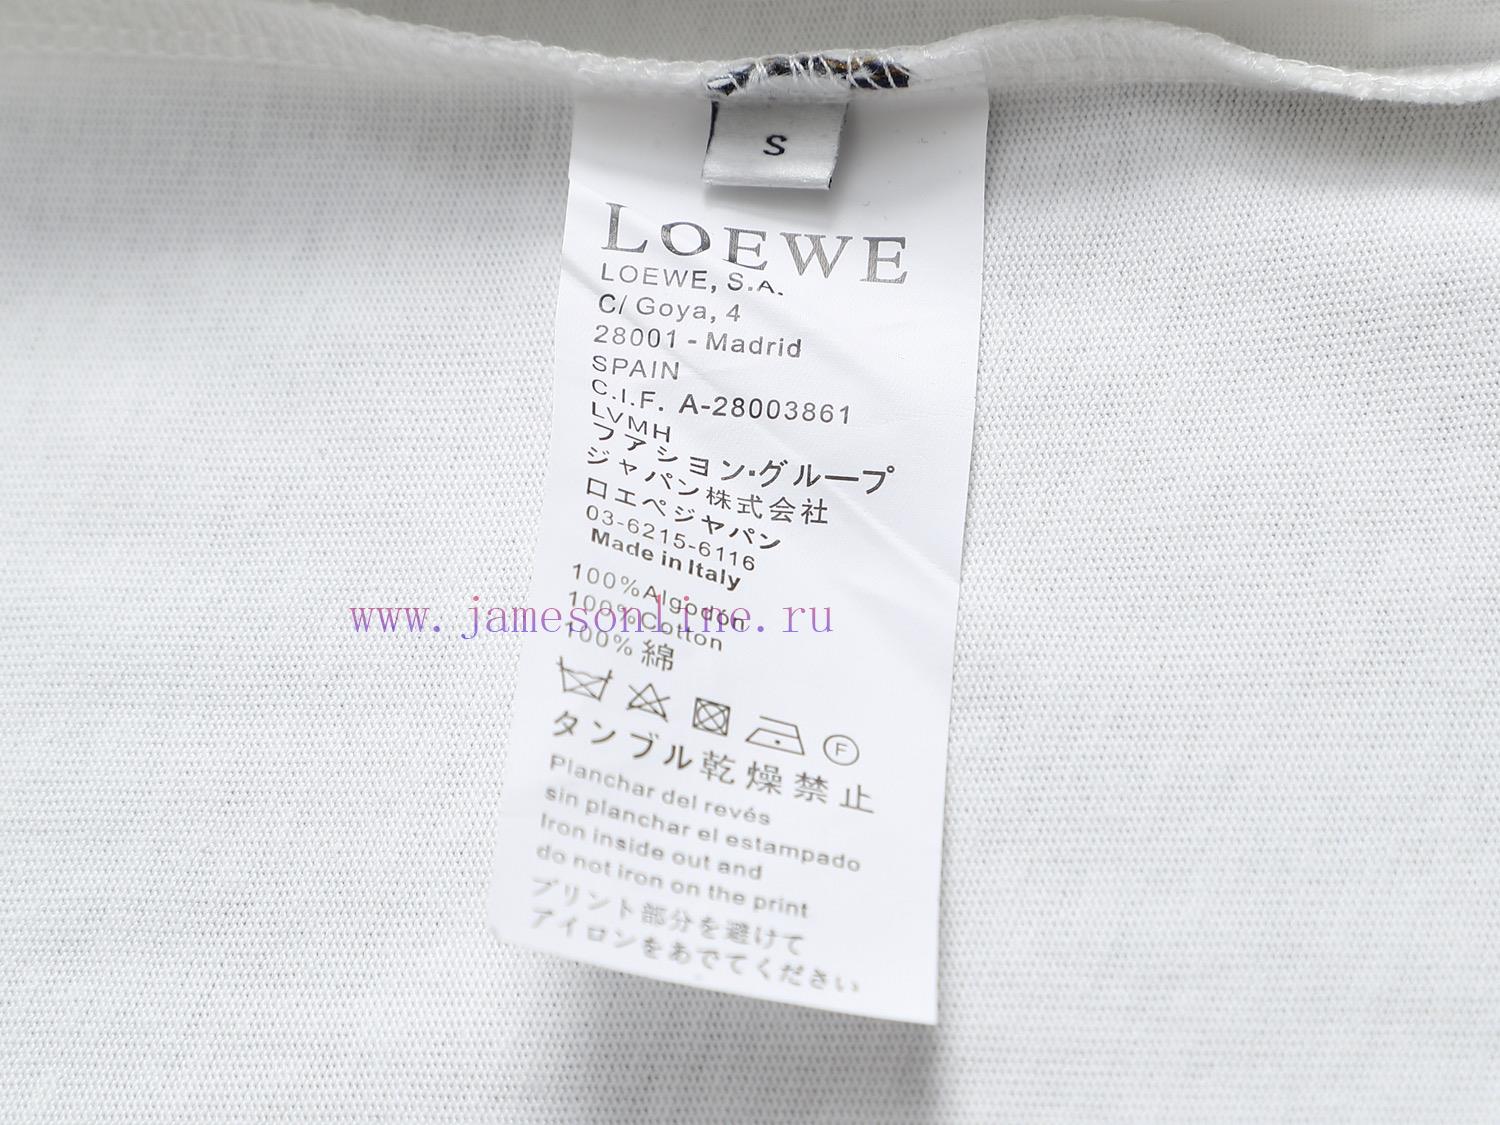 S
LOEWE
LOEWE, S.A.
C/ Goya, 4
28001 - Madrid
SPAIN
C.I.F. A-28003861
LVMH
ファション・グループ
ジャパン株式会社
ロエベジャパン
03-6215-6116
Made in Italy
100%Algodón
www.jamesonline.ru
100%Cotton
100%綿
F
タンブル乾燥禁止
Planchar del revés
sin planchar el estampado
Iron inside out and
do not iron on the print
プリント部分を避けて
アイロンをあでてください